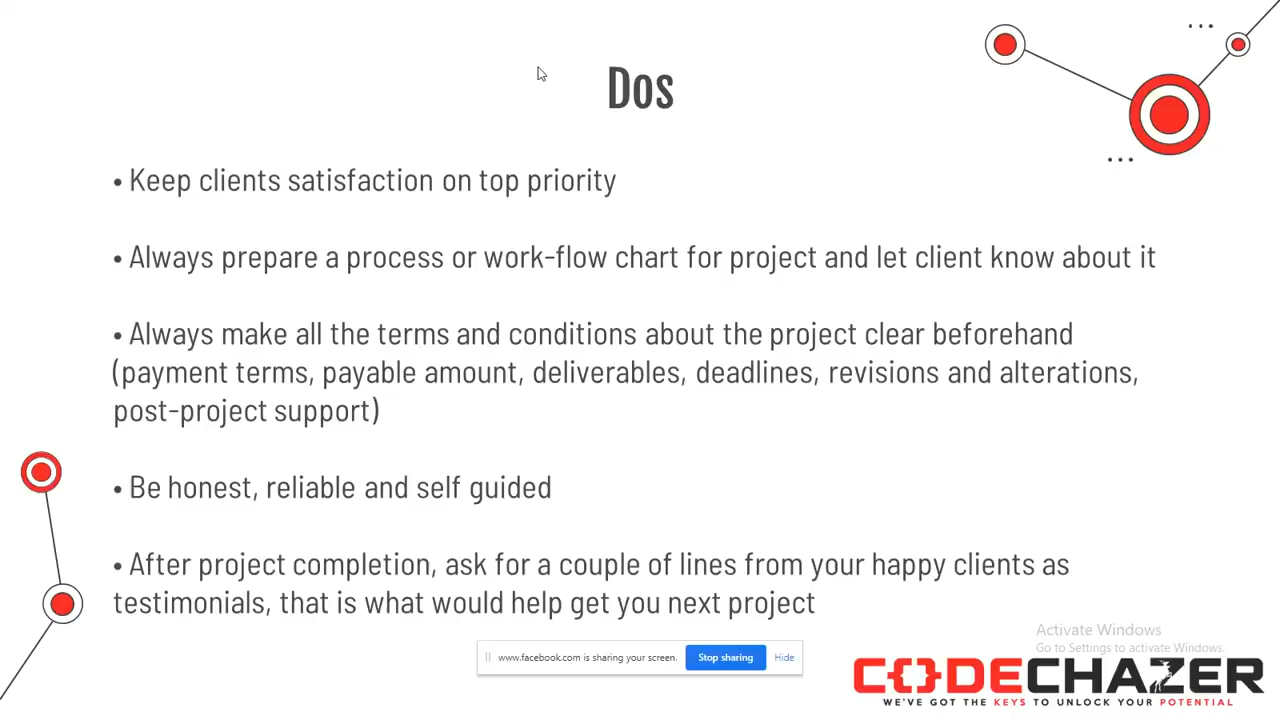 Dos
• Keep clients satisfaction on top priority
• Always prepare a process or work-flow chart for project and let client know about it
• Always make all the terms and conditions about the project clear beforehand
(payment terms, payable amount, deliverables, deadlines, revisions and alterations,
post-project support)
• Be honest, reliable and self guided
• After project completion, ask for a couple of lines from your happy clients as
testimonials, that is what would help get you next project
Activate Windows
Go to Settings to activate Windows.
www.facebook.com is sharing your screen. Stop sharing Hide
C{}DECHAZER
WE'VE GOT THE KEYS TO UNLOCK YOUR POTENTIAL